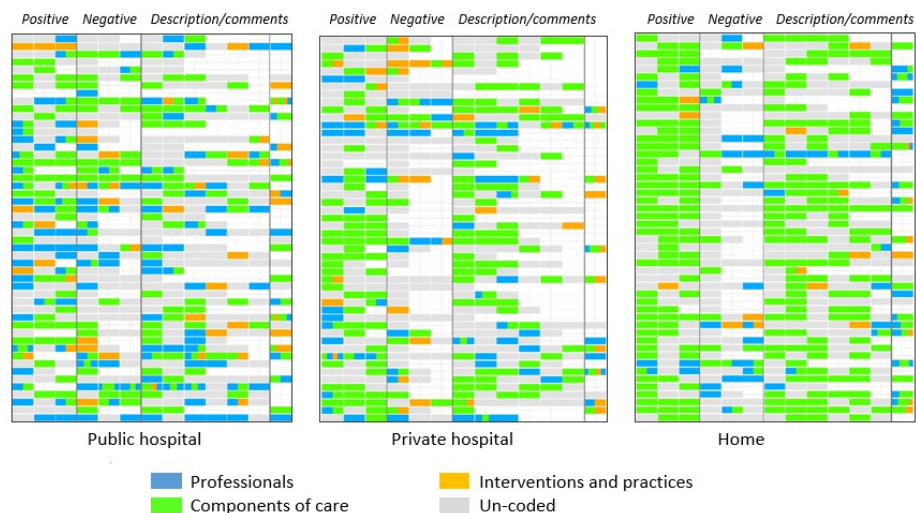 Positive Negative Description/comments Positive Negative Description/comments Positive Negative Description/comments
Public hospital Private hospital Home
Professionals Interventions and practices
Components of care Un-coded